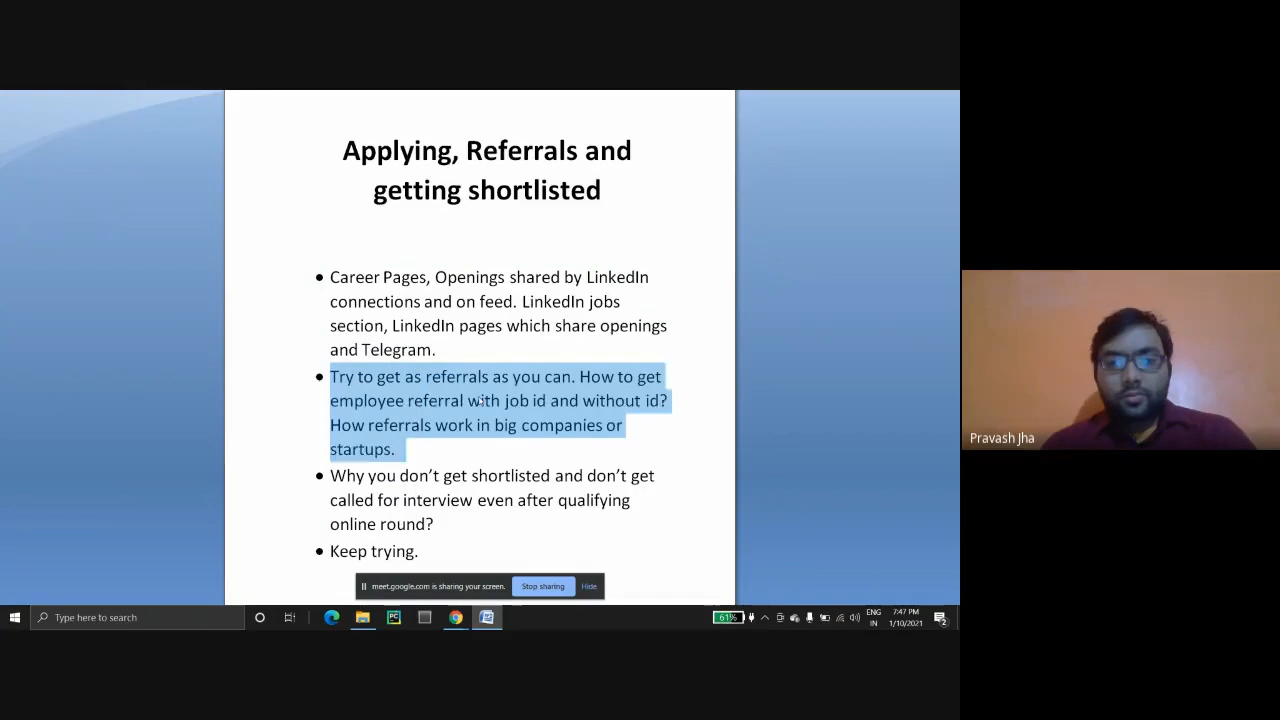 Applying, Referrals and
getting shortlisted
• Career Pages, Openings shared by LinkedIn
connections and on feed. LinkedIn jobs
section, LinkedIn pages which share openings
and Telegram.
• Try to get as referrals as you can. How to get
employee referral with job id and without id?
How referrals work in big companies or
startups.
• Why you don’t get shortlisted and don’t get
called for interview even after qualifying
online round?
• Keep trying.
meet.google.com is sharing your screen. Stop sharing Hide
Pravash Jha
Type here to search
PC
61%
ENG
IN
7:47 PM
1/10/2021
2